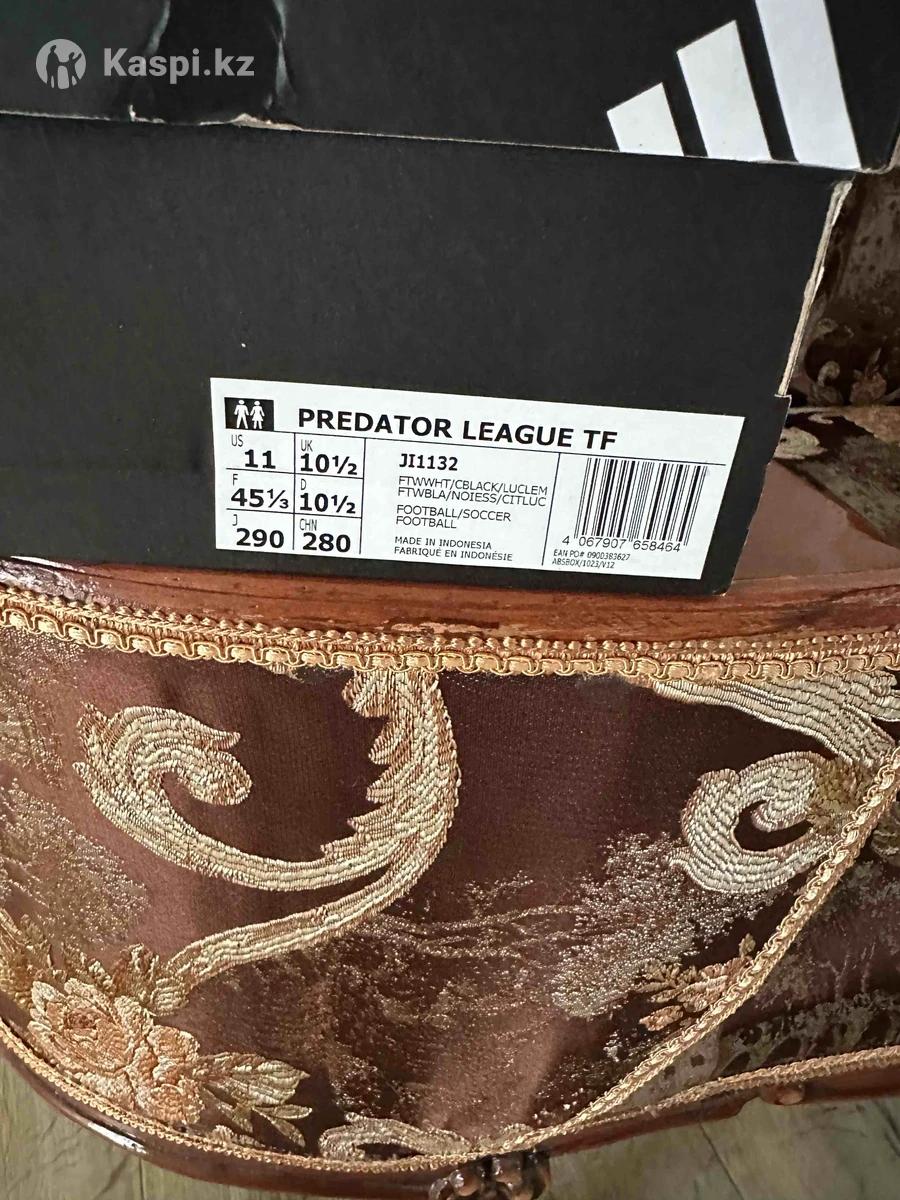 Kaspi.kz
PREDATOR LEAGUE TF
US
11
UK
10½
F
45⅓
D
10½
J
290
CHN
280
JI1132
FTWWHT/CBLACK/LUCLEM
FTWBLA/NOIESS/CITLUC
FOOTBALL/SOCCER
FOOTBALL
MADE IN INDONESIA
FABRIQUÉ EN INDONÉSIE
4 067907 658464
EAN PO# 0900383627
ABSBOX/1023/V12